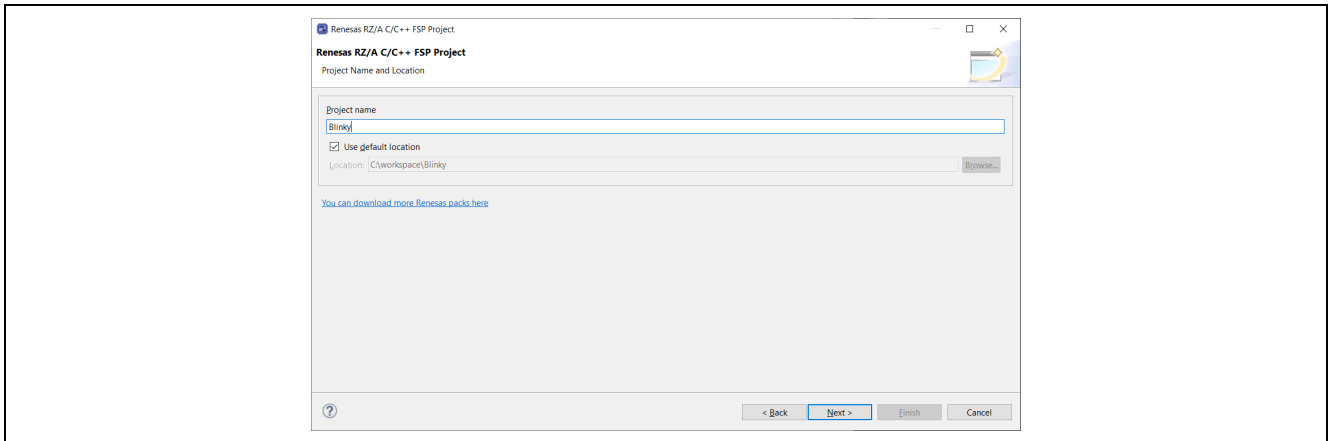 Renesas RZ/A C/C++ FSP Project
Renesas RZ/A C/C++ FSP Project
Project Name and Location
Project name
Blinky
Use default location
Location: C:\workspace\Blinky Browse...
You can download more Renesas packs here
? < Back Next > Finish Cancel